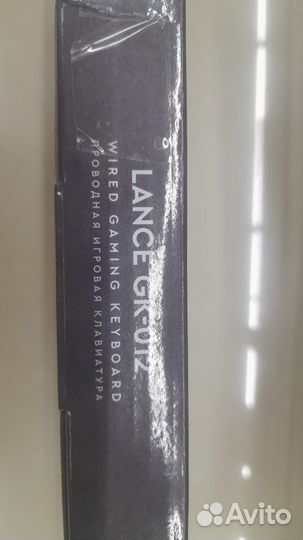 LANCE GK-012
WIRED GAMING KEYBOARD
ПРОВОДНАЯ ИГРОВАЯ КЛАВИАТУРА
Avito